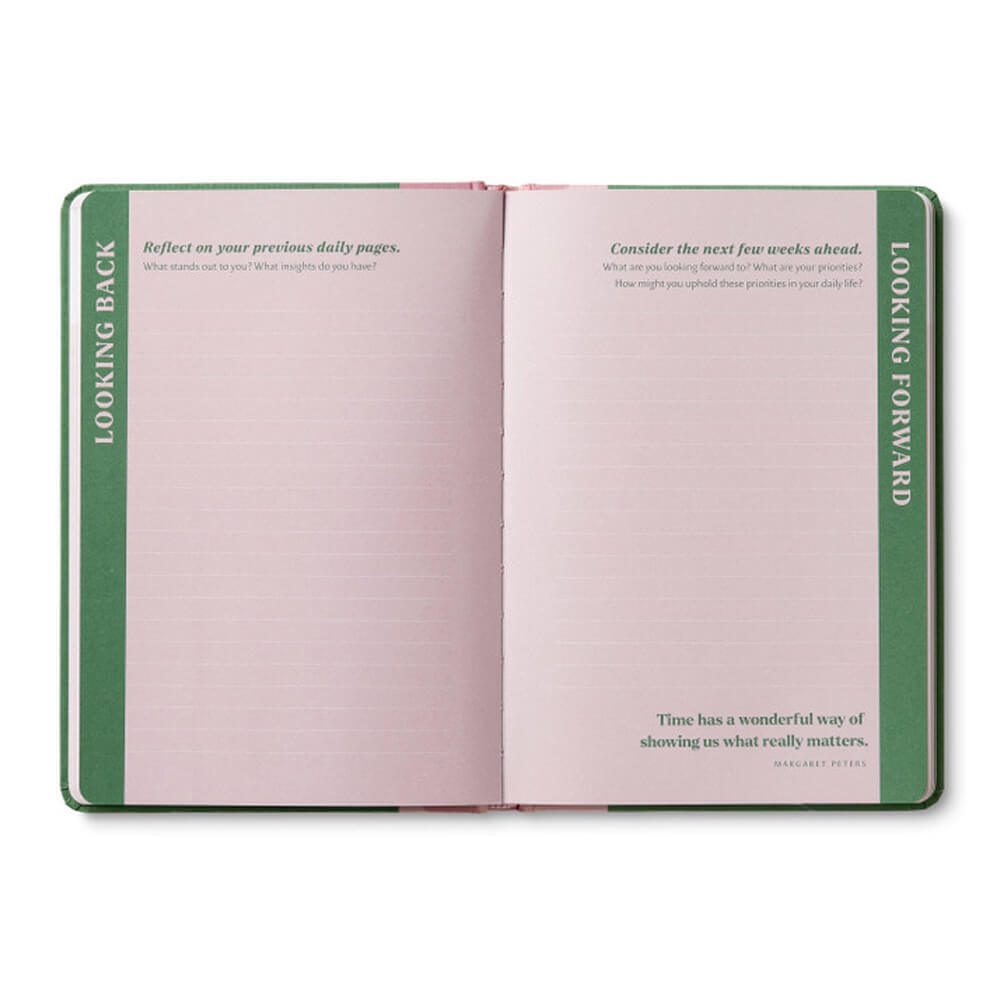 LOOKING BACK
Reflect on your previous daily pages.
What stands out to you? What insights do you have?
Consider the next few weeks ahead.
What are you looking forward to? What are your priorities?
How might you uphold these priorities in your daily life?
LOOKING FORWARD
Time has a wonderful way of
showing us what really matters.
MARGARET PETERS